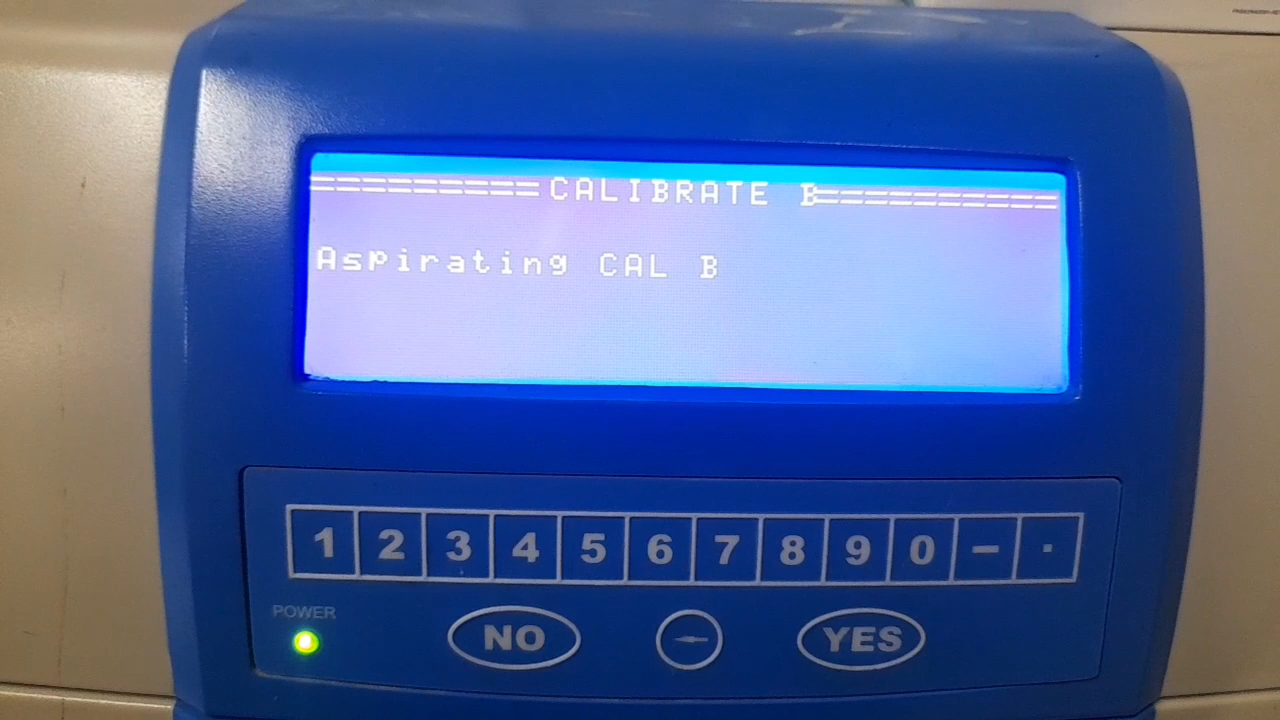 =========CALIBRATE B==========
Aspirating CAL B
1 2 3 4 5 6 7 8 9 0 – ·
POWER
NO ← YES